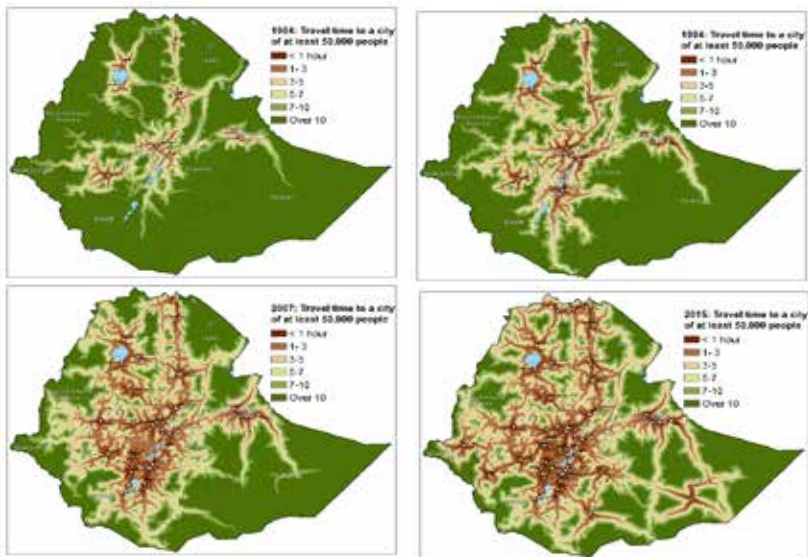 1984: Travel time to a city
of at least 50,000 people
< 1 hour
1- 3
3-5
5-7
7-10
Over 10
1994: Travel time to a city
of at least 50,000 people
< 1 hour
1- 3
3-5
5-7
7-10
Over 10
2007: Travel time to a city
of at least 50,000 people
< 1 hour
1- 3
3-5
5-7
7-10
Over 10
2015: Travel time to a city
of at least 50,000 people
< 1 hour
1- 3
3-5
5-7
7-10
Over 10